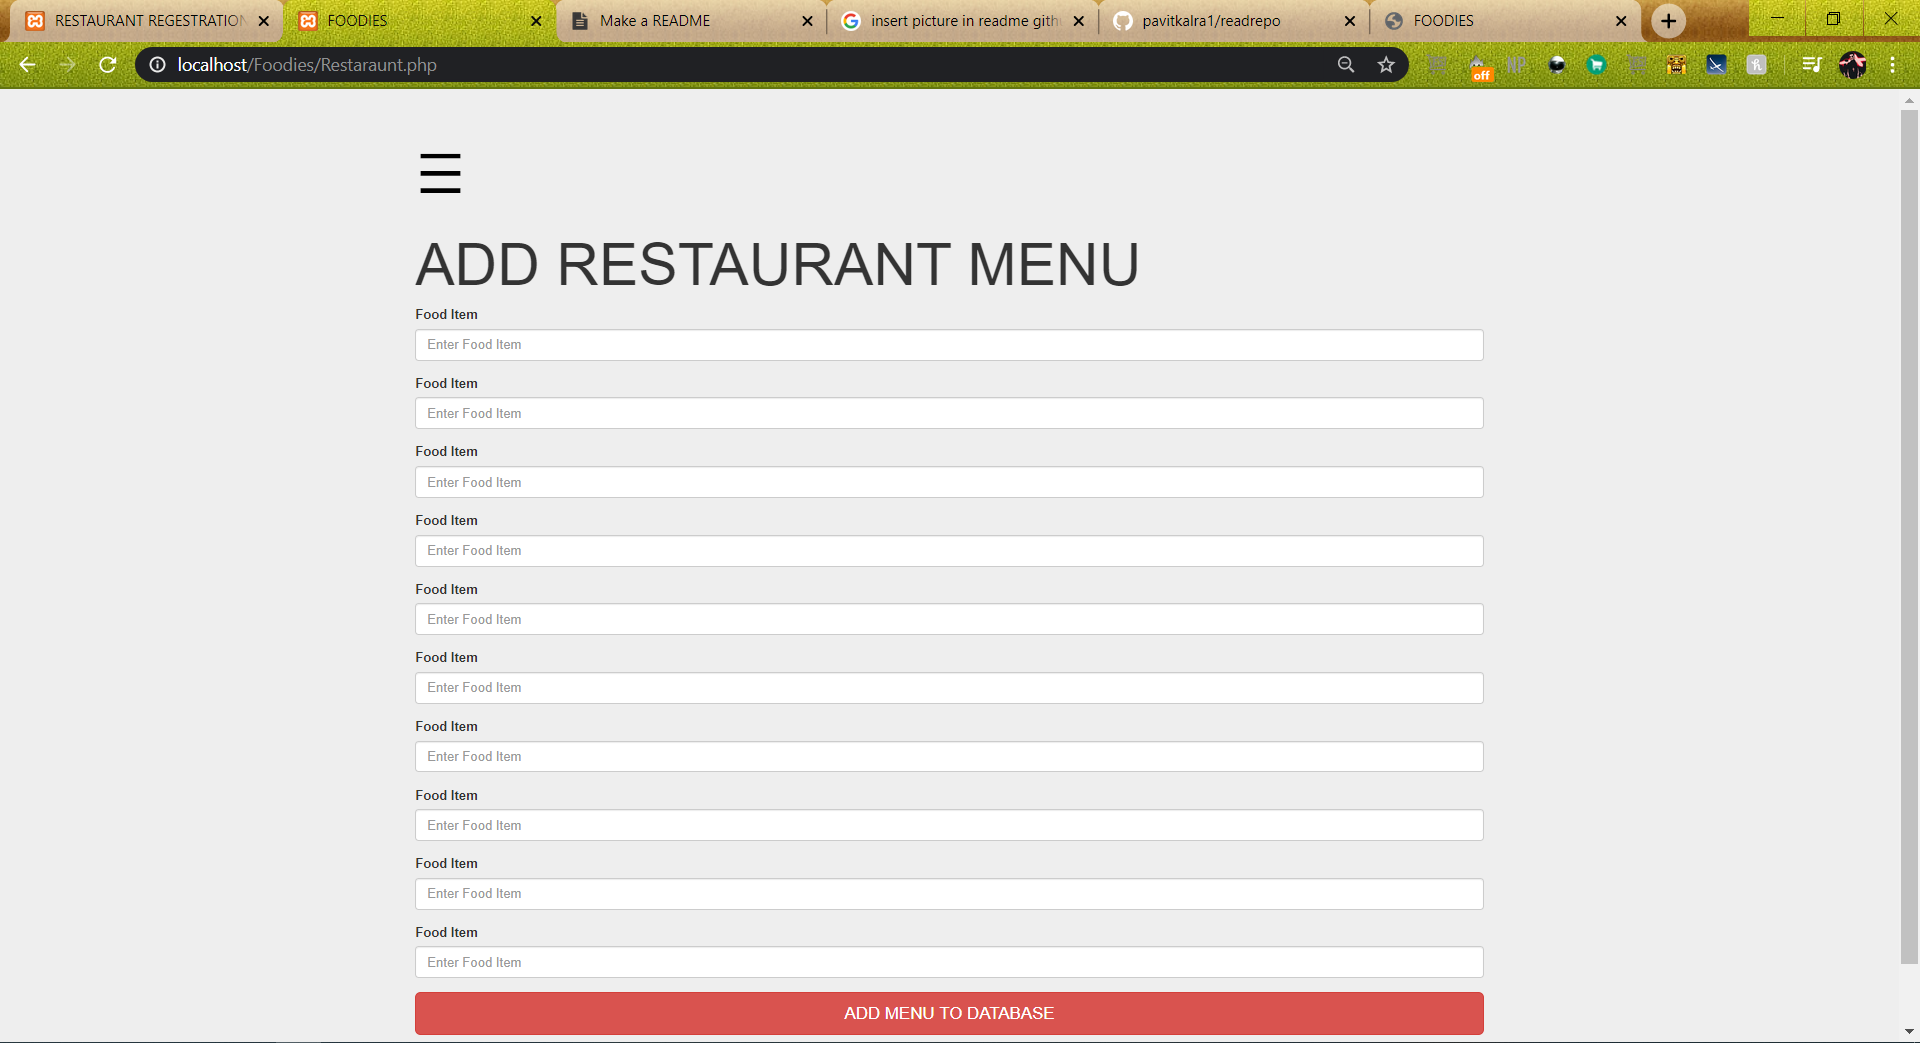 RESTAURANT REGESTRATION
FOODIES
Make a README
insert picture in readme gith
pavitkalra1/readrepo
FOODIES
localhost/Foodies/Restaraunt.php
off
ADD RESTAURANT MENU
Food Item
Enter Food Item
Food Item
Enter Food Item
Food Item
Enter Food Item
Food Item
Enter Food Item
Food Item
Enter Food Item
Food Item
Enter Food Item
Food Item
Enter Food Item
Food Item
Enter Food Item
Food Item
Enter Food Item
Food Item
Enter Food Item
ADD MENU TO DATABASE